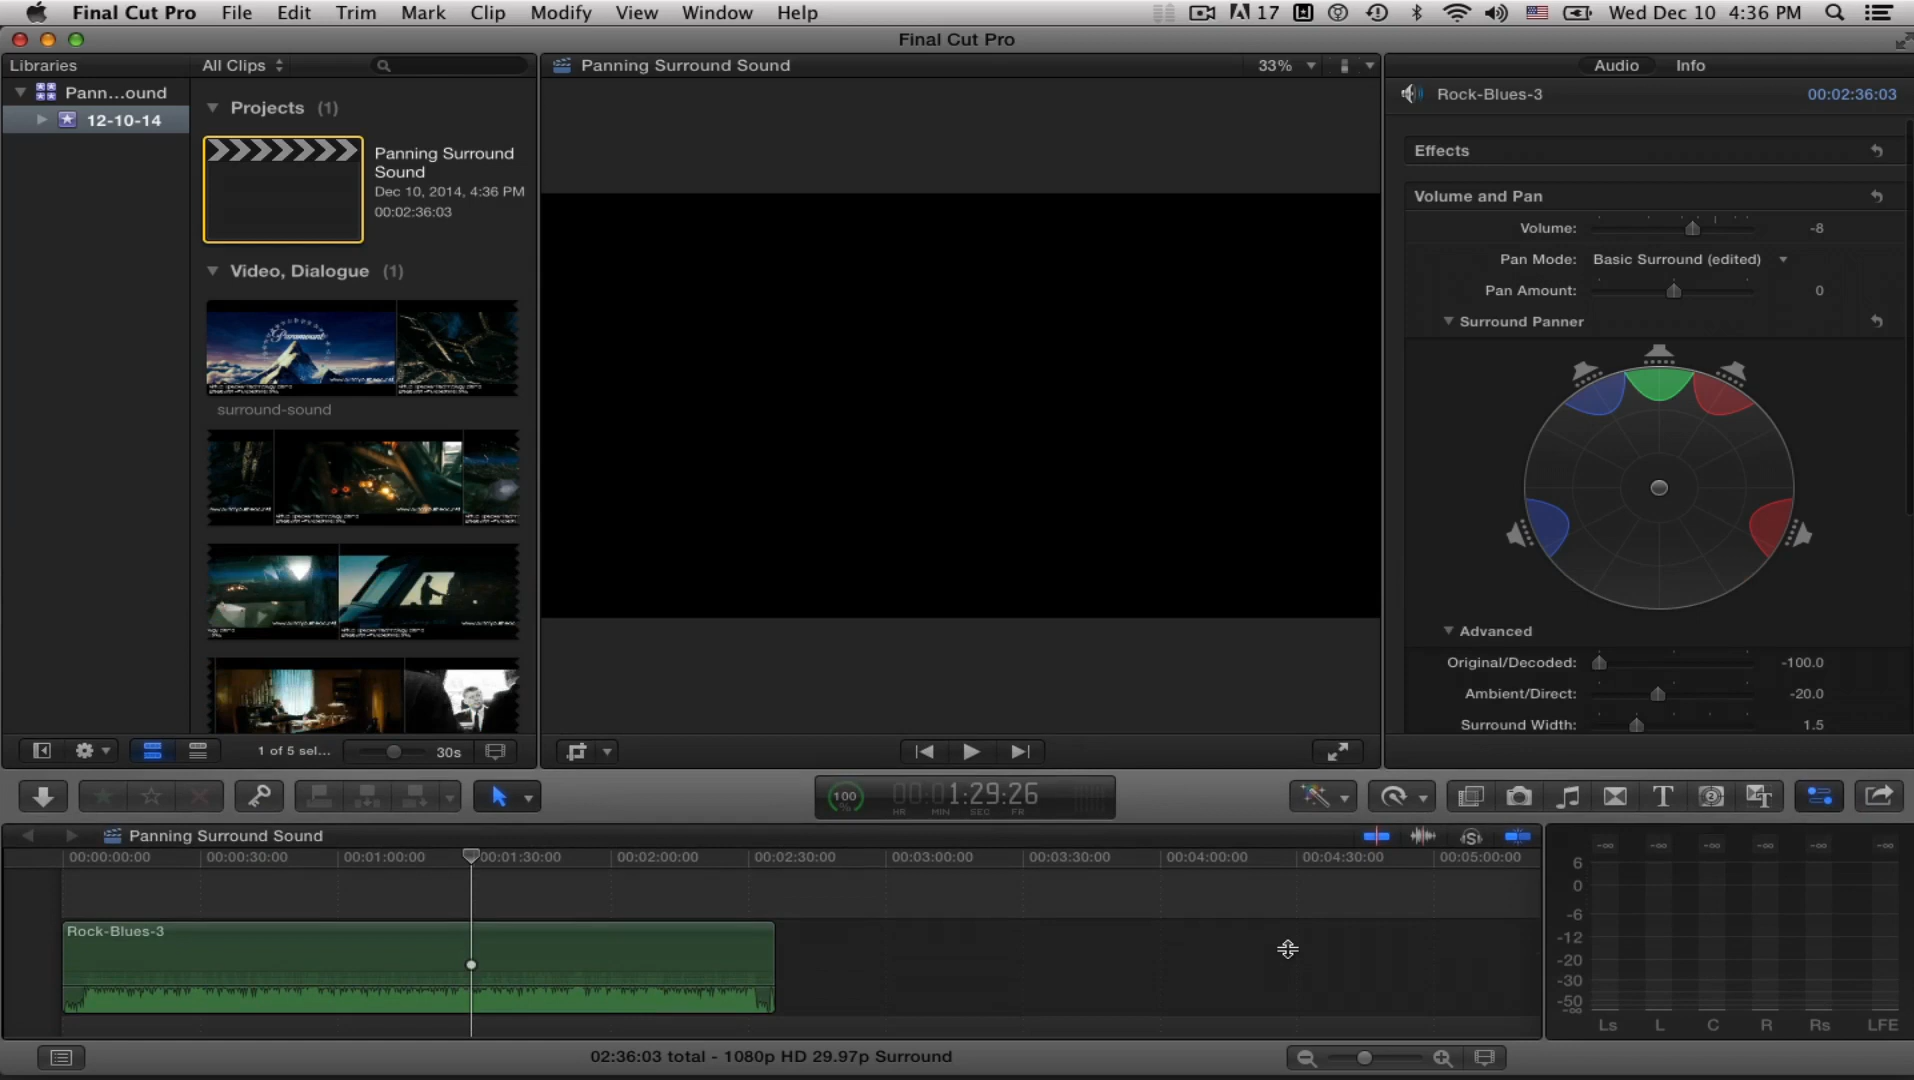 Final Cut Pro File Edit Trim Mark Clip Modify View Window Help 17 Wed Dec 10 4:36 PM
Final Cut Pro
Libraries All Clips Panning Surround Sound 33% Audio Info
Pann...ound
12-10-14
Projects (1)
Panning Surround
Sound
Dec 10, 2014, 4:36 PM
00:02:36:03
Video, Dialogue (1)
Paramount
surround-sound
1 of 5 sel... 30s
Rock-Blues-3 00:02:36:03
Effects
Volume and Pan
Volume: -8
Pan Mode: Basic Surround (edited)
Pan Amount: 0
Surround Panner
Advanced
Original/Decoded: -100.0
Ambient/Direct: -20.0
Surround Width: 1.5
100 % 00:01:29:26
HR MIN SEC FR
T T
Panning Surround Sound
00:00:00:00 00:00:30:00 00:01:00:00 00:01:30:00 00:02:00:00 00:02:30:00 00:03:00:00 00:03:30:00 00:04:00:00 00:04:30:00 00:05:00:00
Rock-Blues-3
-∞ -∞ -∞ -∞ -∞ -∞
6
0
-6
-12
-20
-30
-50
-∞
Ls L C R Rs LFE
02:36:03 total - 1080p HD 29.97p Surround